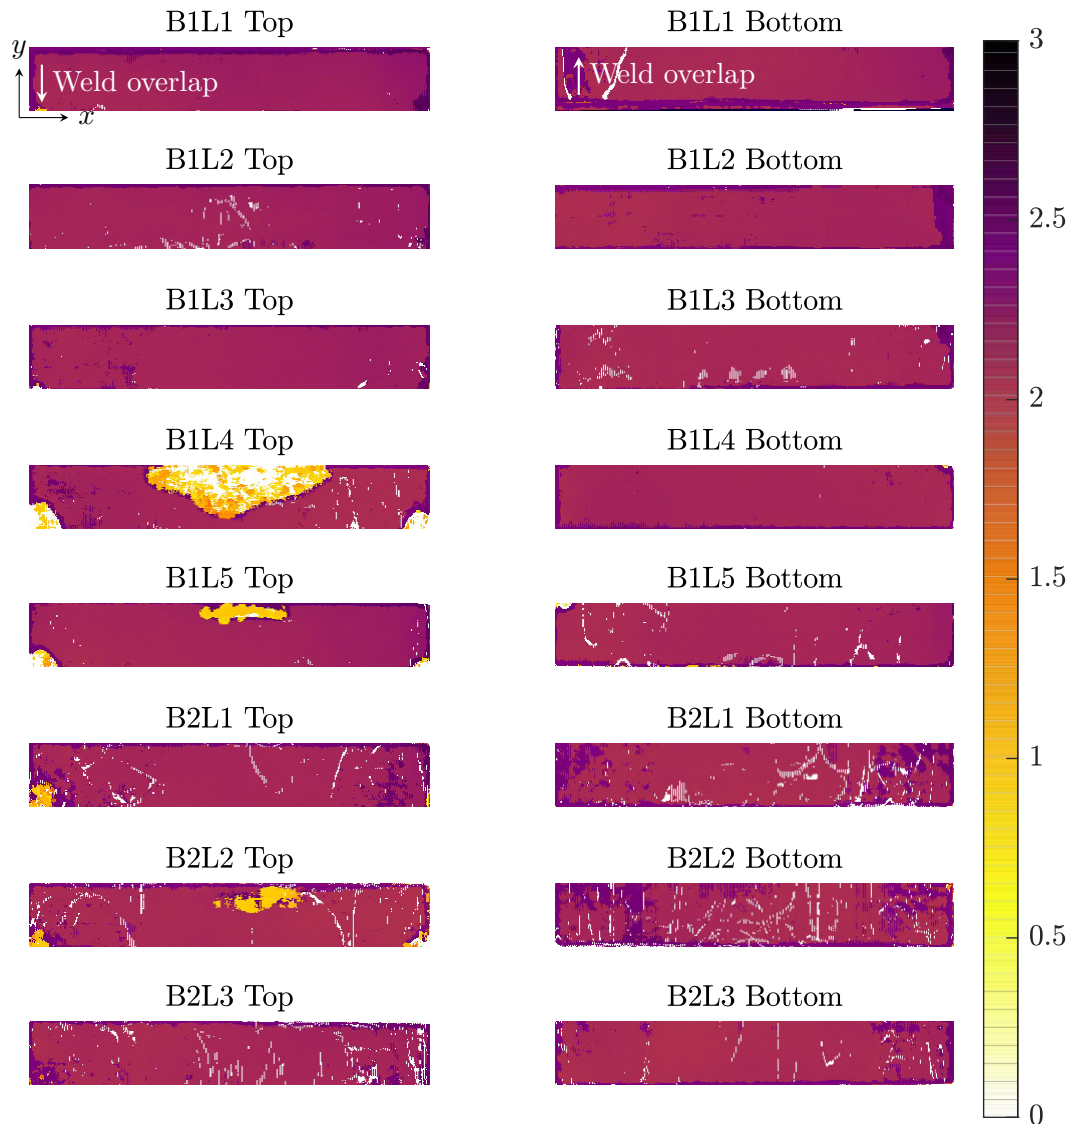 B1L1 Top
B1L1 Bottom
y
Weld overlap
x
Weld overlap
B1L2 Top
B1L2 Bottom
B1L3 Top
B1L3 Bottom
B1L4 Top
B1L4 Bottom
B1L5 Top
B1L5 Bottom
B2L1 Top
B2L1 Bottom
B2L2 Top
B2L2 Bottom
B2L3 Top
B2L3 Bottom
3
2.5
2
1.5
1
0.5
0